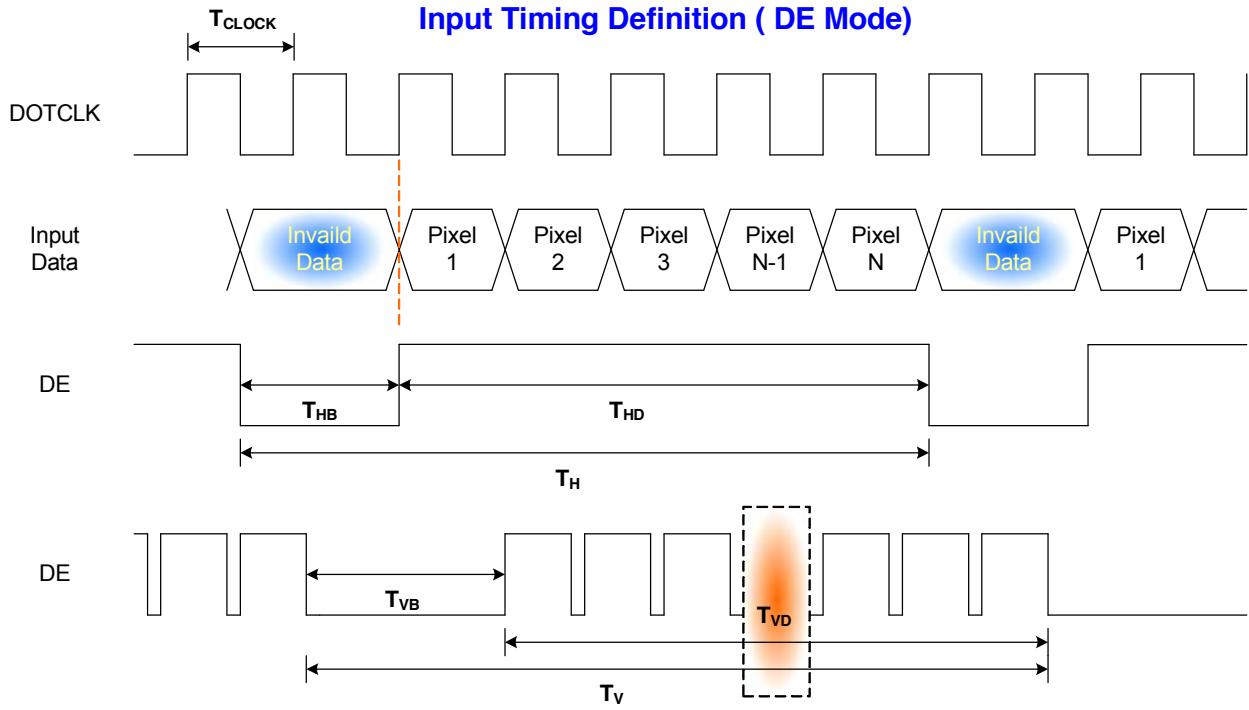 Input Timing Definition ( DE Mode)
TCLOCK
DOTCLK
Input
Data
Invaild
Data
Pixel
1
Pixel
2
Pixel
3
Pixel
N-1
Pixel
N
Invaild
Data
Pixel
1
DE
THB
THD
TH
DE
TVB
TVD
TV